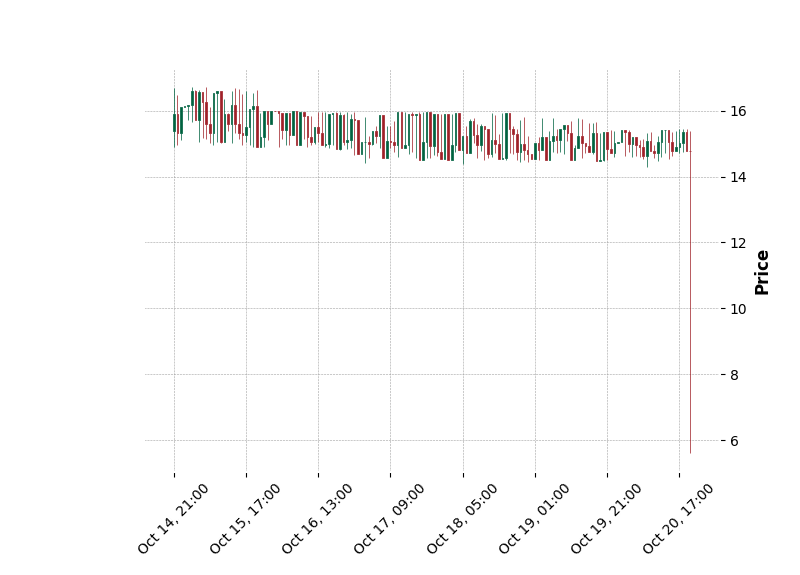 16
14
12
10
8
6
Price
Oct 14, 21:00
Oct 15, 17:00
Oct 16, 13:00
Oct 17, 09:00
Oct 18, 05:00
Oct 19, 01:00
Oct 19, 21:00
Oct 20, 17:00